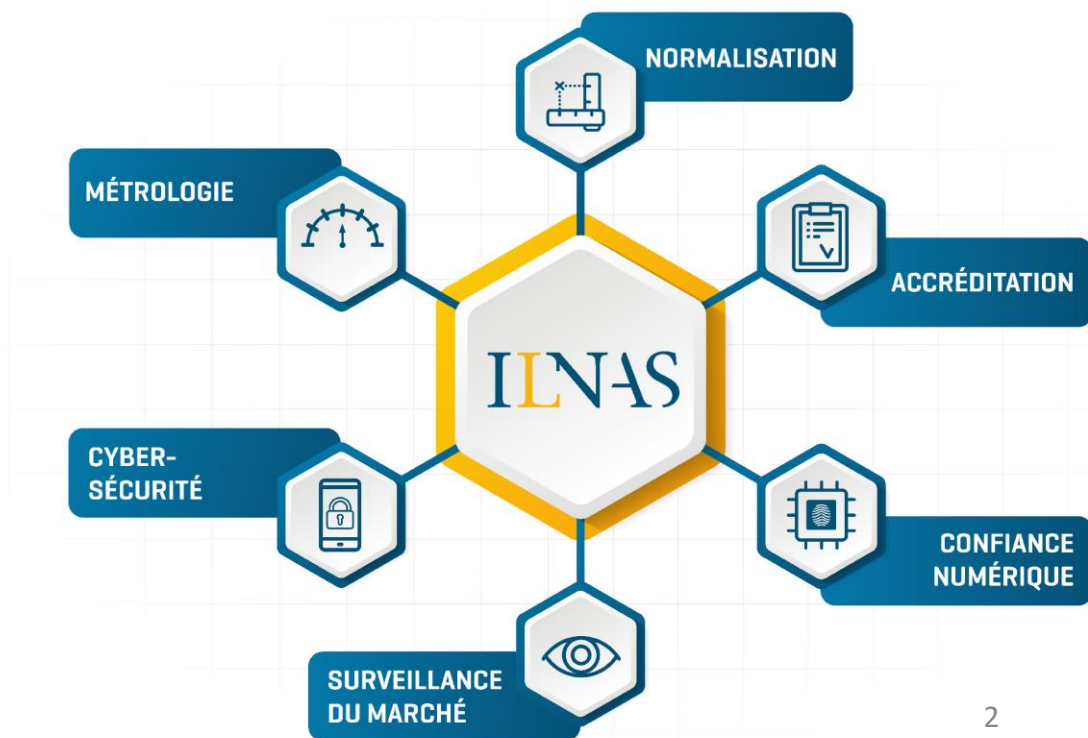 NORMALISATION
MÉTROLOGIE
ACCRÉDITATION
ILNAS
CYBER-
SÉCURITÉ
CONFIANCE
NUMÉRIQUE
SURVEILLANCE
DU MARCHÉ
2